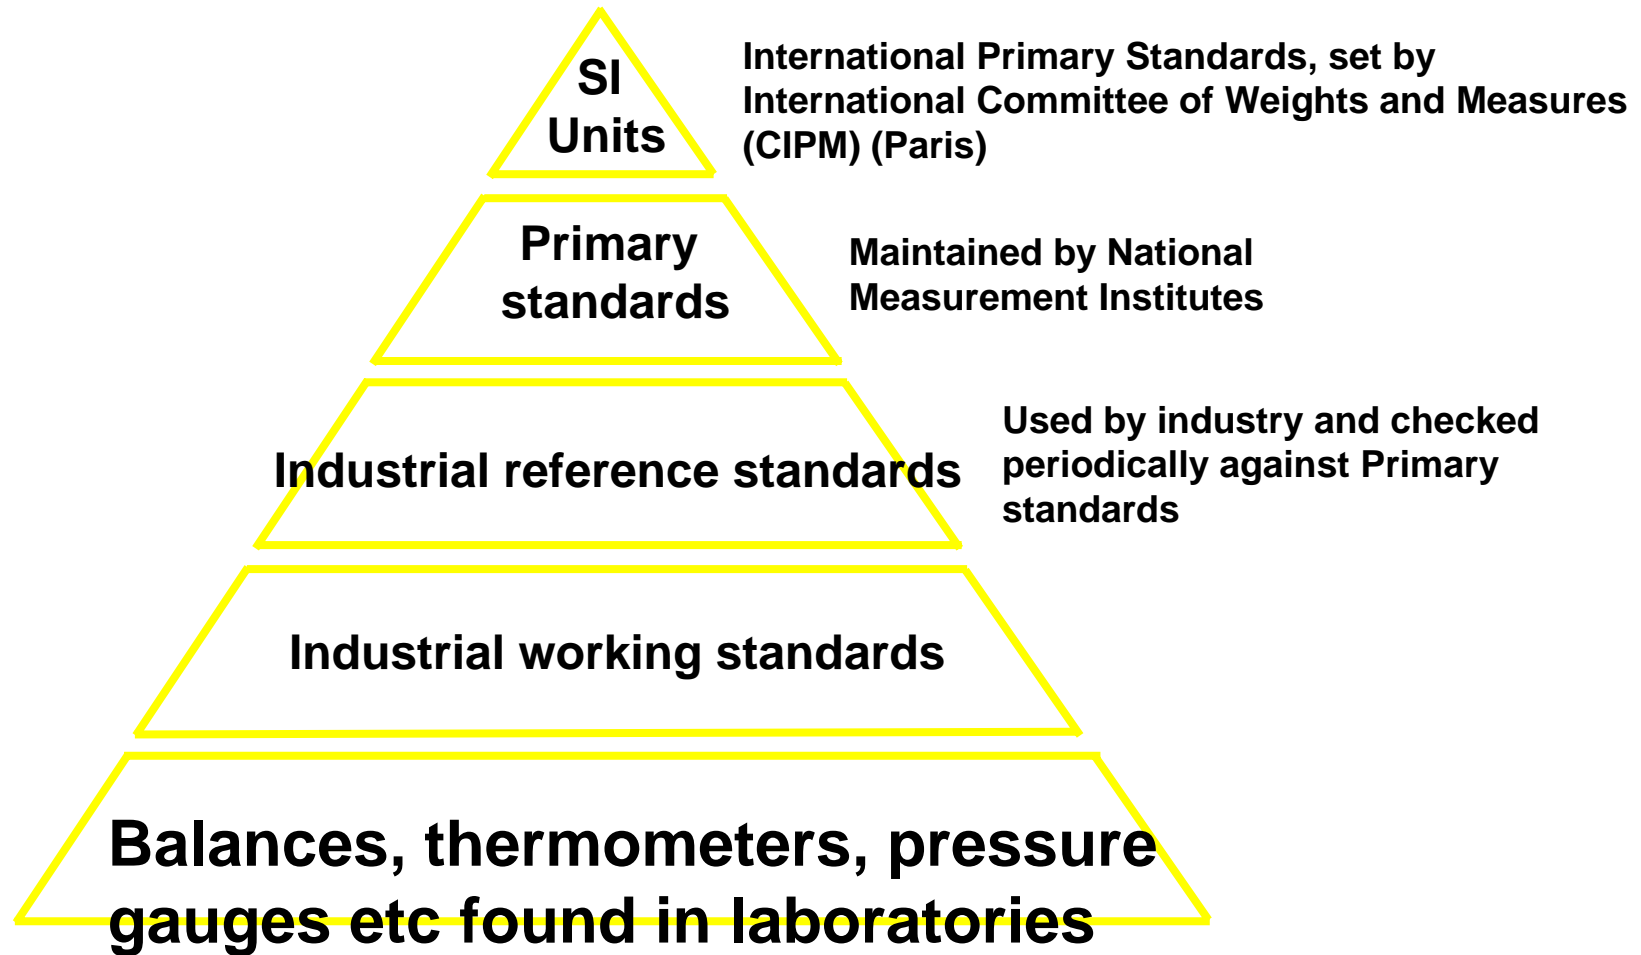 SI
Units
International Primary Standards, set by
International Committee of Weights and Measures
(CIPM) (Paris)
Primary
standards
Maintained by National
Measurement Institutes
Industrial reference standards
Used by industry and checked
periodically against Primary
standards
Industrial working standards
Balances, thermometers, pressure
gauges etc found in laboratories